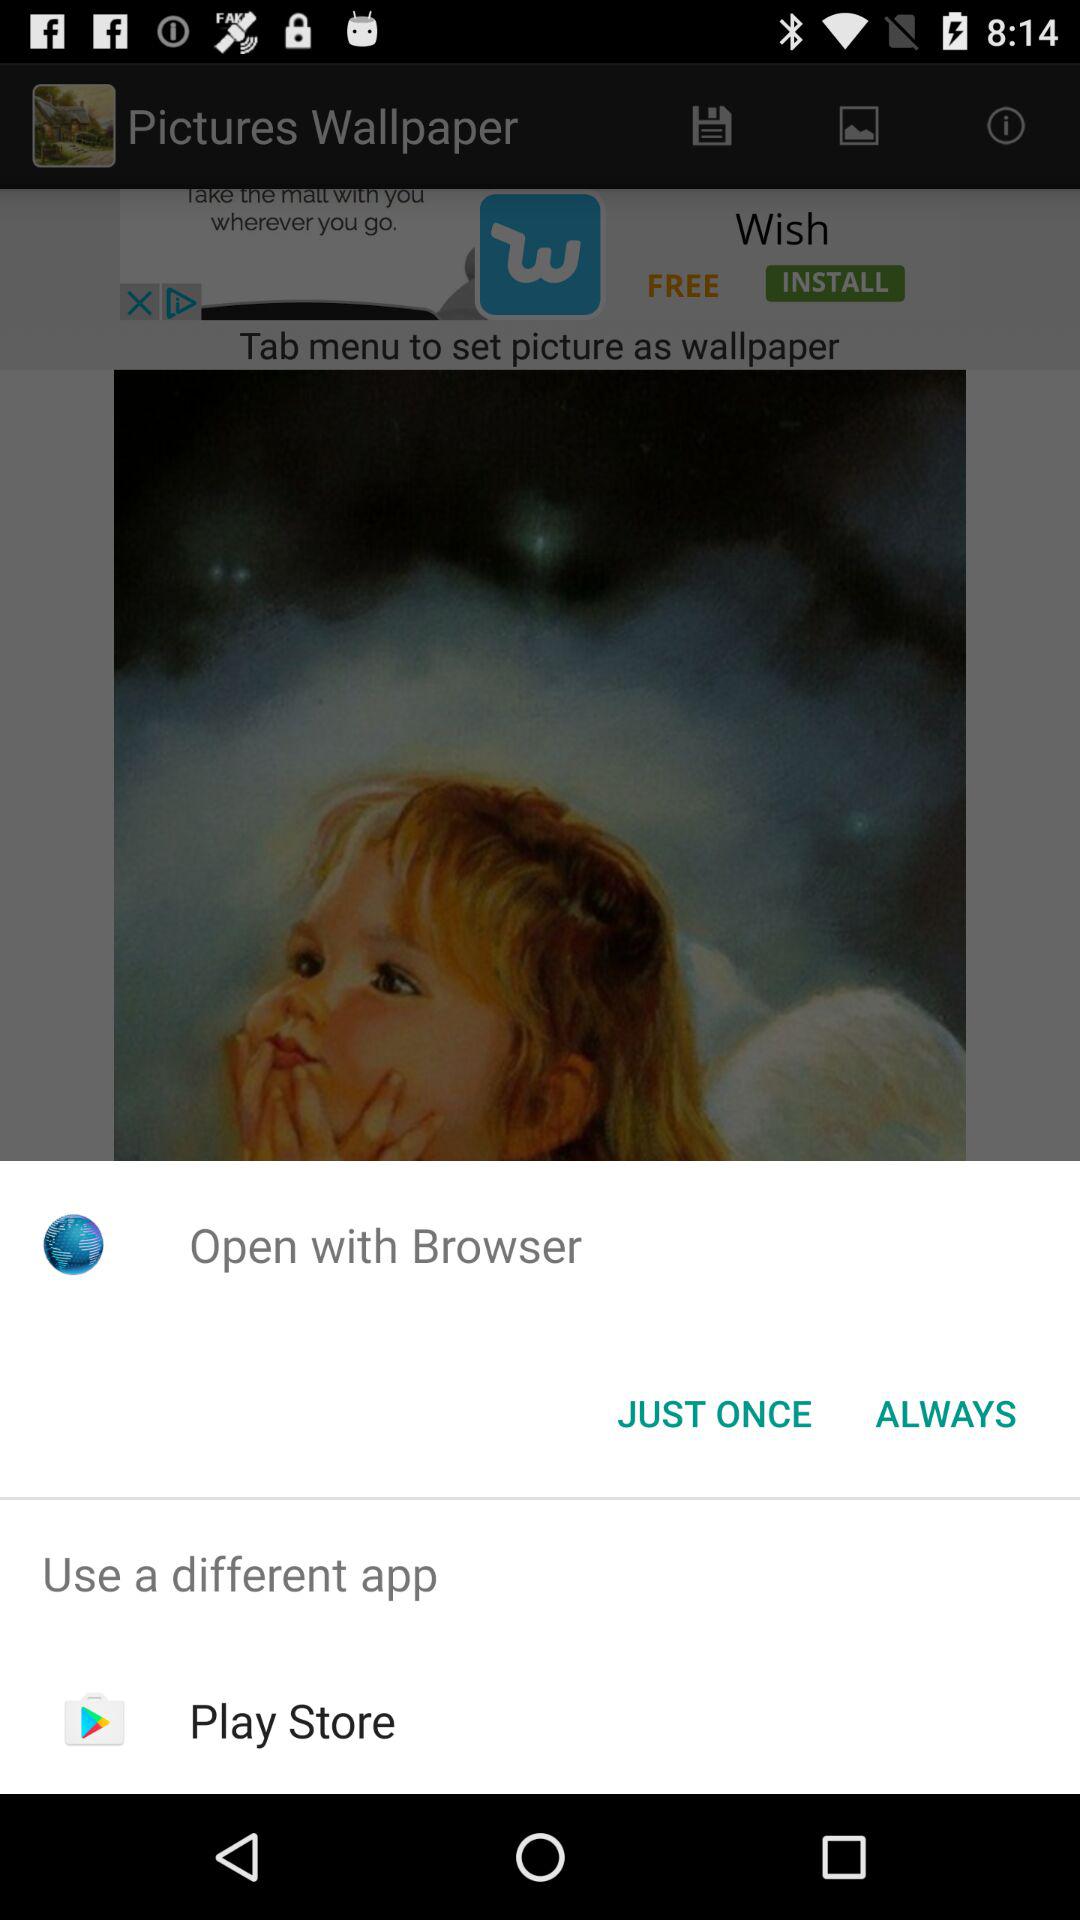 FAKE
8:14
Pictures Wallpaper
Take the mall with you
wherever you go.
Wish
FREE
INSTALL
Tab menu to set picture as wallpaper
Open with Browser
JUST ONCE
ALWAYS
Use a different app
Play Store